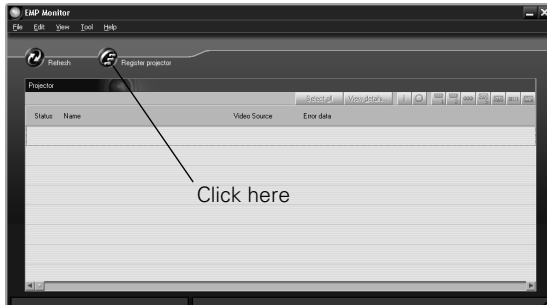 EMP Monitor
File Edit View Tool Help
Refresh Register projector
Projector
Select all View details
Status Name Video Source Error data
Click here